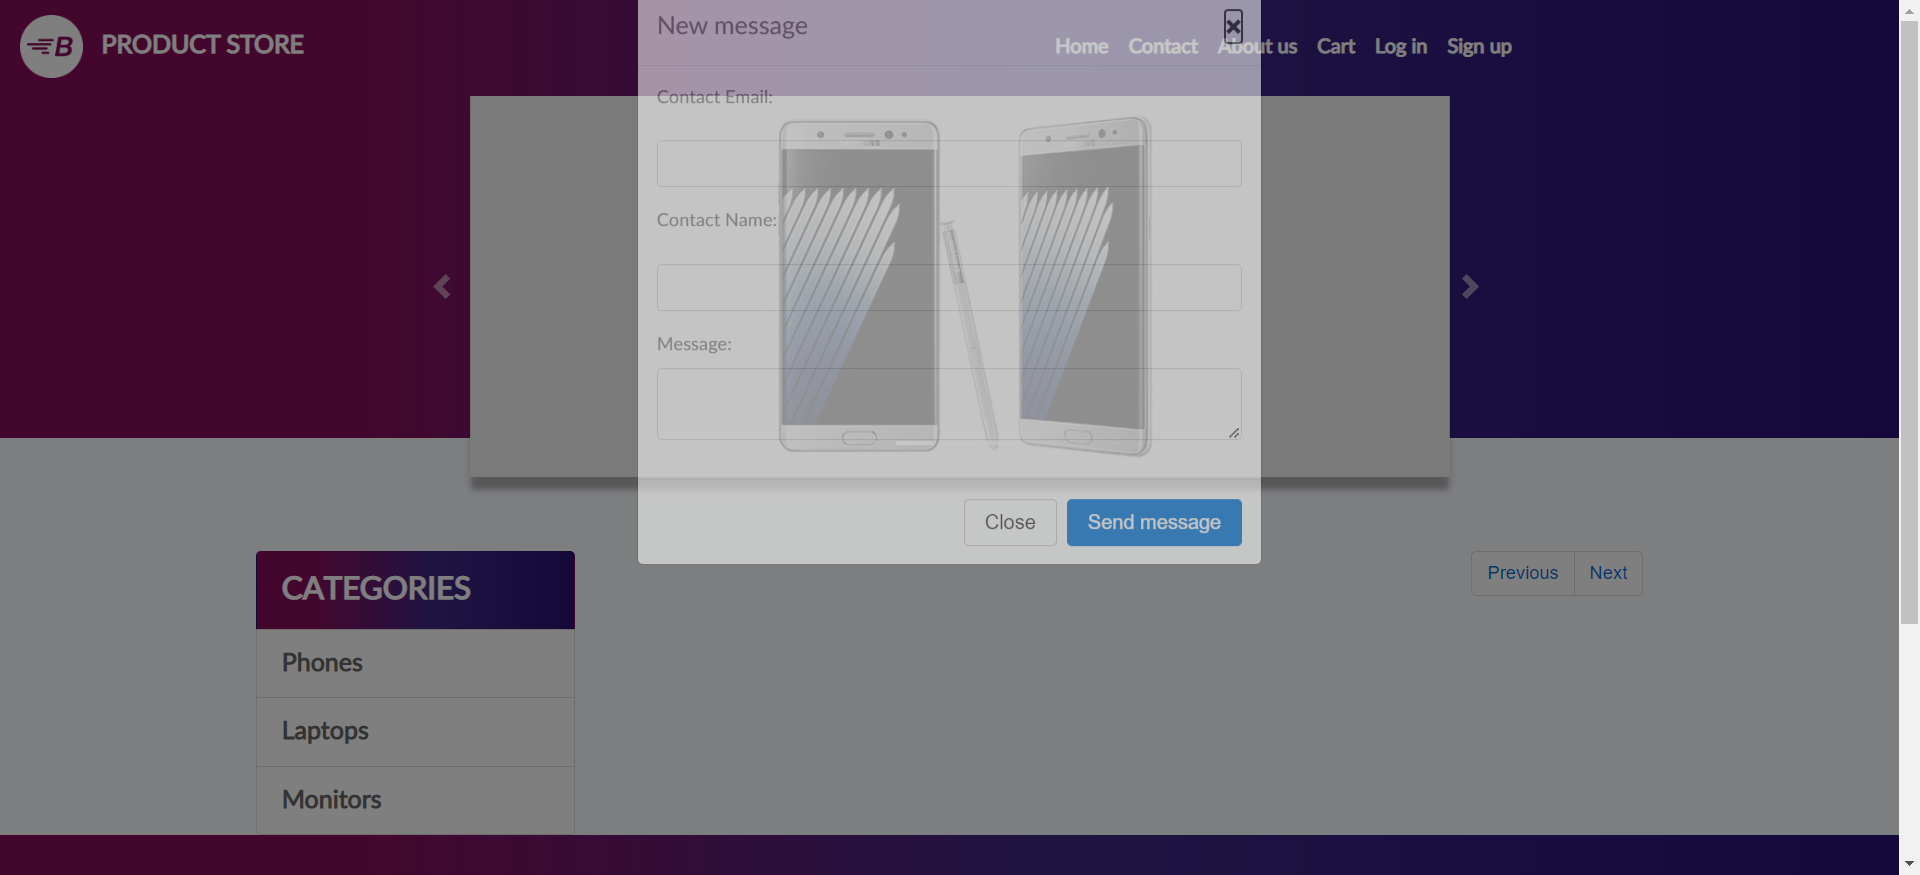 B PRODUCT STORE
New message
×
Home Contact About us Cart Log in Sign up
Contact Email:
Contact Name:
Message:
Close Send message
CATEGORIES
Phones
Laptops
Monitors
Previous Next